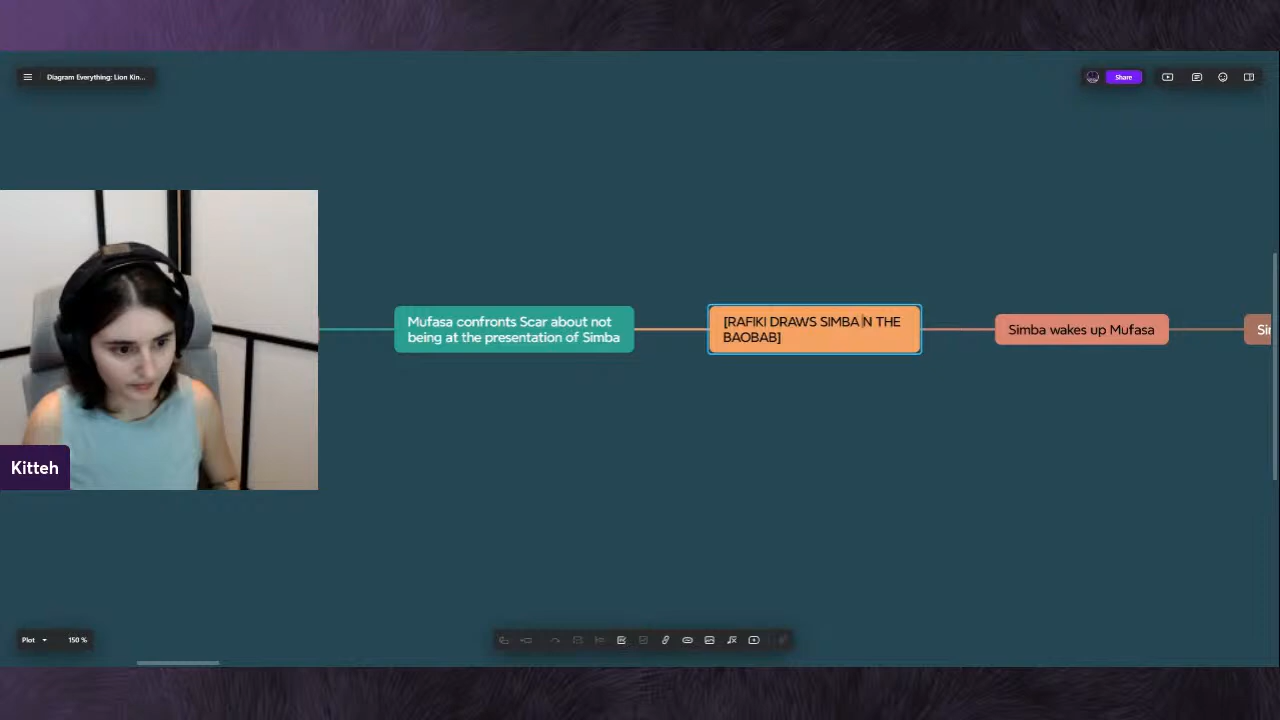 Diagram Everything: Lion Kin...
Share
Mufasa confronts Scar about not
being at the presentation of Simba
[RAFIKI DRAWS SIMBA N THE
BAOBAB]
Simba wakes up Mufasa
Kitteh
Plot
150 %